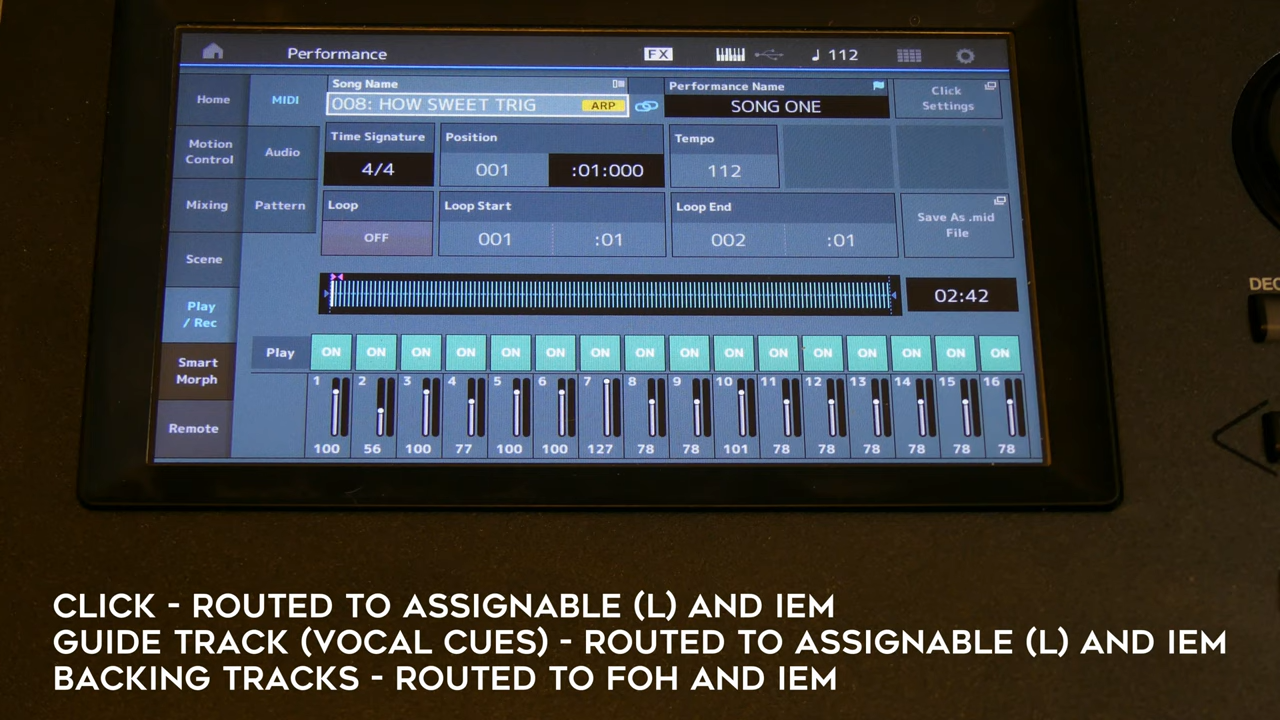 Performance
FX
♩ 112
Home
MIDI
Song Name
008: HOW SWEET TRIG
ARP
Performance Name
SONG ONE
Click
Settings
Motion
Control
Audio
Time Signature
4/4
Position
001
:01:000
Tempo
112
Mixing
Pattern
Loop
OFF
Loop Start
001
:01
Loop End
002
:01
Save As .mid
File
Scene
Play
/ Rec
02:42
Smart
Morph
Remote
Play
ON ON ON ON ON ON ON ON ON ON ON ON ON ON ON ON
1 2 3 4 5 6 7 8 9 10 11 12 13 14 15 16
100 56 100 77 100 100 127 78 78 101 78 78 78 78 78 78
DEC
CLICK - ROUTED TO ASSIGNABLE (L) AND IEM
GUIDE TRACK (VOCAL CUES) - ROUTED TO ASSIGNABLE (L) AND IEM
BACKING TRACKS - ROUTED TO FOH AND IEM